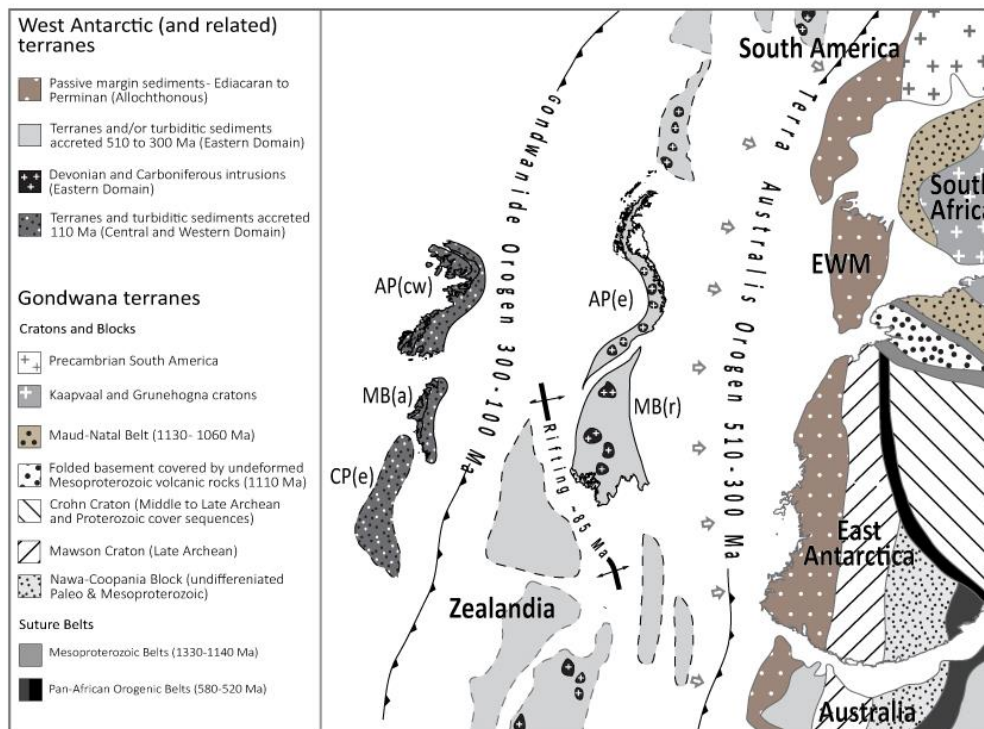 West Antarctic (and related)
terranes
Passive margin sediments- Ediacaran to
Perminan (Allochthonous)
Terranes and/or turbiditic sediments
accreted 510 to 300 Ma (Eastern Domain)
Devonian and Carboniferous intrusions
(Eastern Domain)
Terranes and turbiditic sediments accreted
110 Ma (Central and Western Domain)
Gondwana terranes
Cratons and Blocks
Precambrian South America
Kaapvaal and Grunehogna cratons
Maud-Natal Belt (1130- 1060 Ma)
Folded basement covered by undeformed
Mesoproterozoic volcanic rocks (1110 Ma)
Crohn Craton (Middle to Late Archean
and Proterozoic cover sequences)
Mawson Craton (Late Archean)
Nawa-Coopania Block (undiffereniated
Paleo & Mesoproterozoic)
Suture Belts
Mesoproterozoic Belts (1330-1140 Ma)
Pan-African Orogenic Belts (580-520 Ma)
South America
Gondwanide Orogen 300-100 Ma
Terra Australis Orogen 510-300 Ma
South
Africa
EWM
AP(cw)
AP(e)
MB(a)
MB(r)
CP(e)
Rifting ~85 Ma
East
Antarctica
Zealandia
Australia